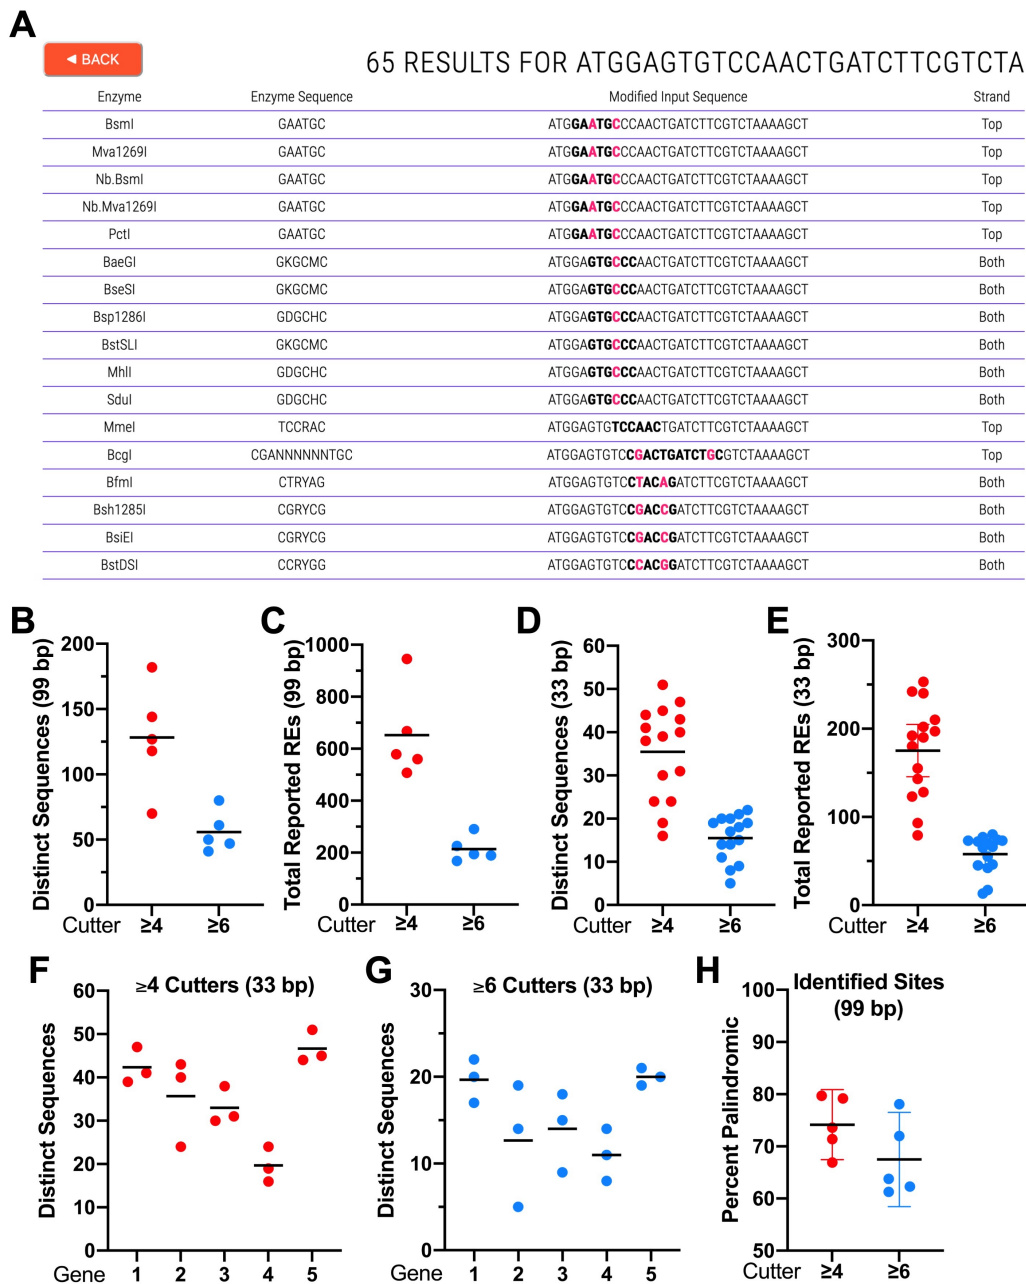 A
◄ BACK
65 RESULTS FOR ATGGAGTGTCCAACTGATCTTCGTCTA
Enzyme Enzyme Sequence Modified Input Sequence Strand
BsmI GAATGC ATGGAATGCCCAACTGATCTTCGTCTAAAAGCT Top
Mva1269I GAATGC ATGGAATGCCCAACTGATCTTCGTCTAAAAGCT Top
Nb.BsmI GAATGC ATGGAATGCCCAACTGATCTTCGTCTAAAAGCT Top
Nb.Mva1269I GAATGC ATGGAATGCCCAACTGATCTTCGTCTAAAAGCT Top
PctI GAATGC ATGGAATGCCCAACTGATCTTCGTCTAAAAGCT Top
BaeGI GKGCMC ATGGAGTGCCCAACTGATCTTCGTCTAAAAGCT Both
BseSI GKGCMC ATGGAGTGCCCAACTGATCTTCGTCTAAAAGCT Both
Bsp1286I GDGCHC ATGGAGTGCCCAACTGATCTTCGTCTAAAAGCT Both
BstSLI GKGCMC ATGGAGTGCCCAACTGATCTTCGTCTAAAAGCT Both
MhlI GDGCHC ATGGAGTGCCCAACTGATCTTCGTCTAAAAGCT Both
SduI GDGCHC ATGGAGTGCCCAACTGATCTTCGTCTAAAAGCT Both
MmeI TCCRAC ATGGAGTGTCCAACTGATCTTCGTCTAAAAGCT Top
BcgI CGANNNNNNTGC ATGGAGTGTCCGACTGATCTGCGTCTAAAAGCT Top
BfmI CTRYAG ATGGAGTGTCCTACAGATCTTCGTCTAAAAGCT Both
Bsh1285I CGRYCG ATGGAGTGTCCGACCGATCTTCGTCTAAAAGCT Both
BsiEI CGRYCG ATGGAGTGTCCGACCGATCTTCGTCTAAAAGCT Both
BstDSI CCRYGG ATGGAGTGTCCCACGGATCTTCGTCTAAAAGCT Both
B
Distinct Sequences (99 bp)
200
150
100
50
0
Cutter ≥4 ≥6
C
Total Reported REs (99 bp)
1000
800
600
400
200
0
Cutter ≥4 ≥6
D
Distinct Sequences (33 bp)
60
50
40
30
20
10
0
Cutter ≥4 ≥6
E
Total Reported REs (33 bp)
300
200
100
0
Cutter ≥4 ≥6
F
≥4 Cutters (33 bp)
Distinct Sequences
60
50
40
30
20
10
0
Gene 1 2 3 4 5
G
≥6 Cutters (33 bp)
Distinct Sequences
30
20
10
0
Gene 1 2 3 4 5
H
Identified Sites
(99 bp)
Percent Palindromic
100
90
80
70
60
50
Cutter ≥4 ≥6